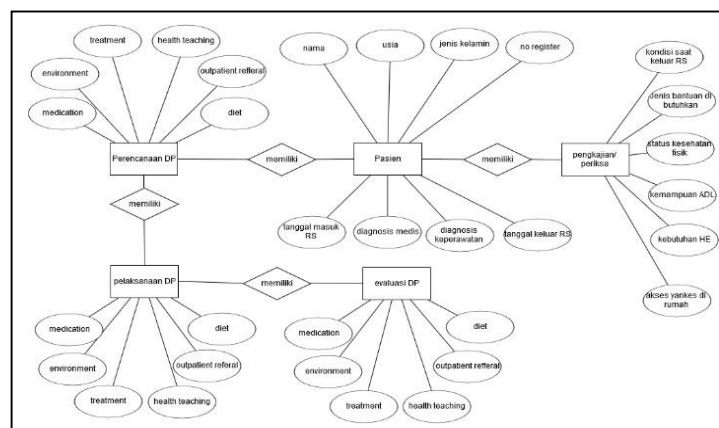 treatment
health teaching
environment
outpatient refferal
medication
diet
Perencanaan DP
memiliki
nama
usia
jenis kelamin
no register
Pasien
memiliki
kondisi saat
keluar RS
jenis bantuan di
butuhkan
pengkajian/
periksa
status kesehatan
fisik
kemampuan ADL
kebutuhan HE
akses yankes di
rumah
tanggal masuk
RS
diagnosis medis
diagnosis
keperawatan
tanggal keluar RS
memiliki
pelaksanaan DP
memiliki
evaluasi DP
medication
diet
environment
outpatient referal
treatment
health teaching
medication
diet
environment
outpatient referal
treatment
health teaching